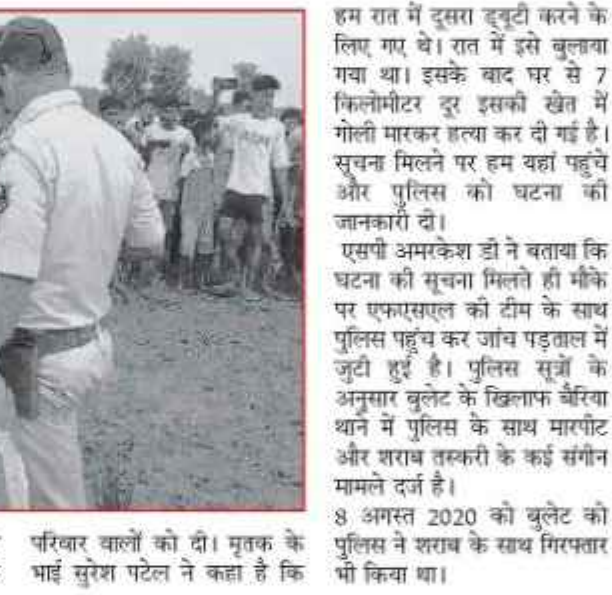 परिवार वालों को दी। मृतक के
भाई सुरेश पटेल ने कहा है कि
हम रात में दूसरा ड्बूटी करने के
लिए गए थे। रात में इसे बुलाया
गया था। इसके बाद घर से 7
किलोमीटर दूर इसकी खेत में
गोली मारकर हत्या कर दी गई है।
सूचना मिलने पर हम यहां पहुंचे
और पुलिस को घटना की
जानकारी दी।
एसपी अमरकेश डी ने बताया कि
घटना की सूचना मिलते ही मौके
पर एफएसएल की टीम के साथ
पुलिस पहुंच कर जांच पड़ताल में
जुटी हुई है। पुलिस सूत्रों के
अनुसार बुलेट के खिलाफ बैरिया
थाने में पुलिस के साथ मारपीट
और शराब तस्करी के कई संगीन
मामले दर्ज है।
8 अगस्त 2020 को बुलेट को
पुलिस ने शराब के साथ गिरफ्तार
भी किया था।